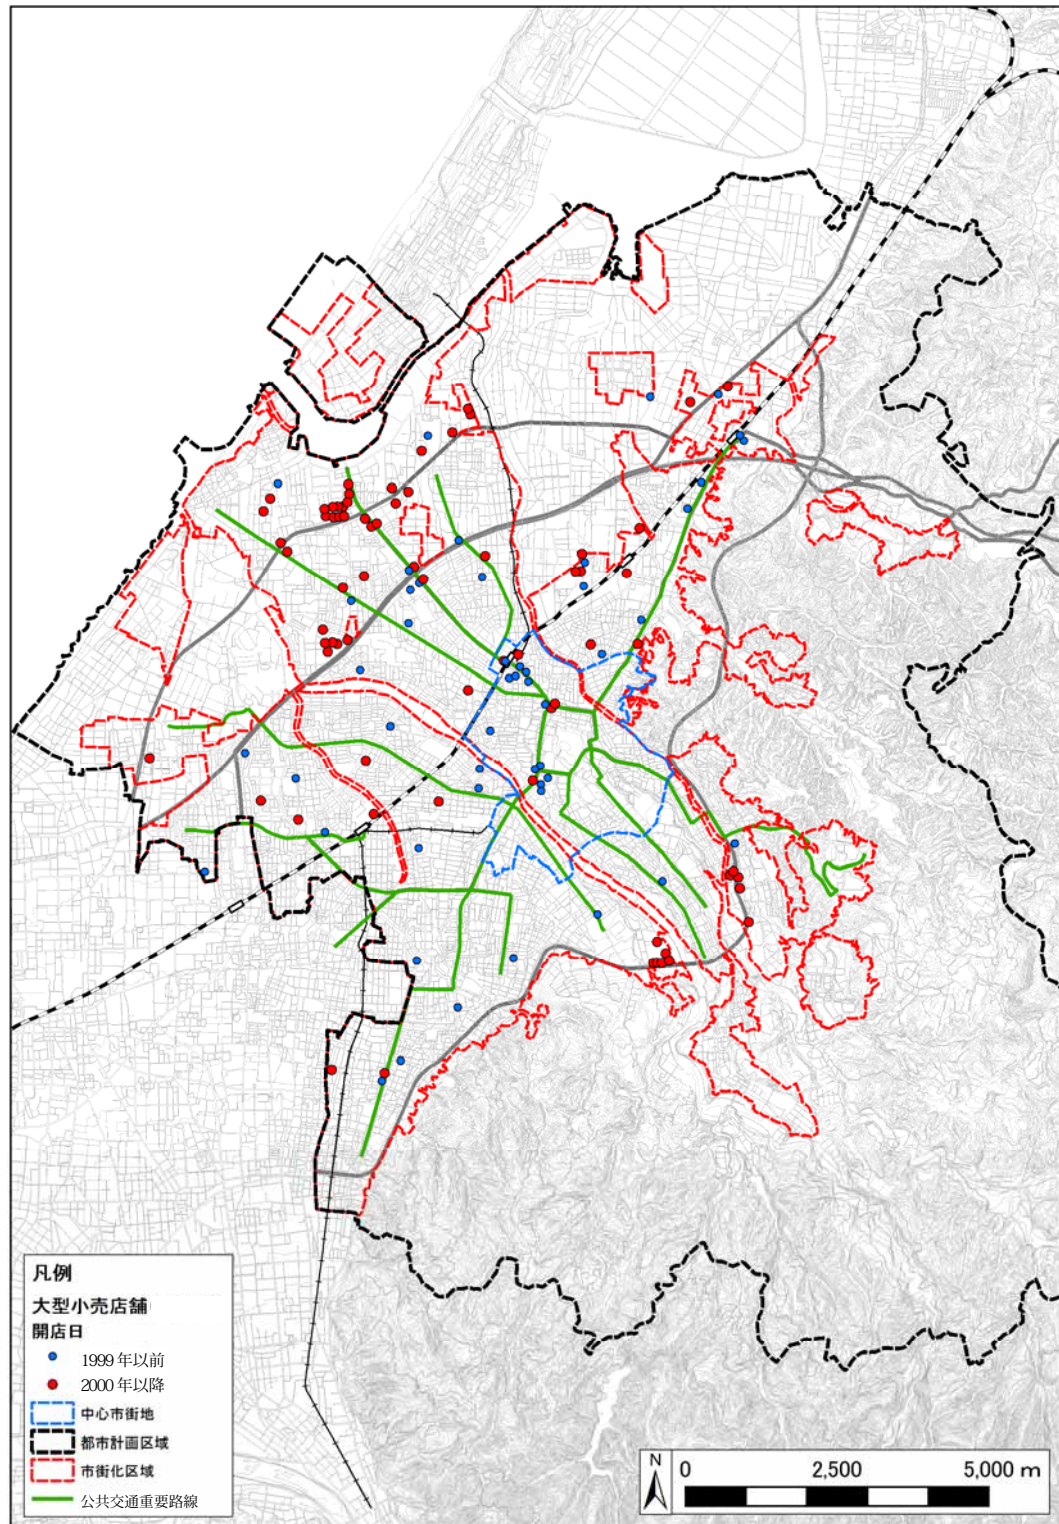 凡例
大型小売店舗
開店日
1999年以前
2000年以降
中心市街地
都市計画区域
市街化区域
公共交通重要路線
N
0 2,500 5,000 m